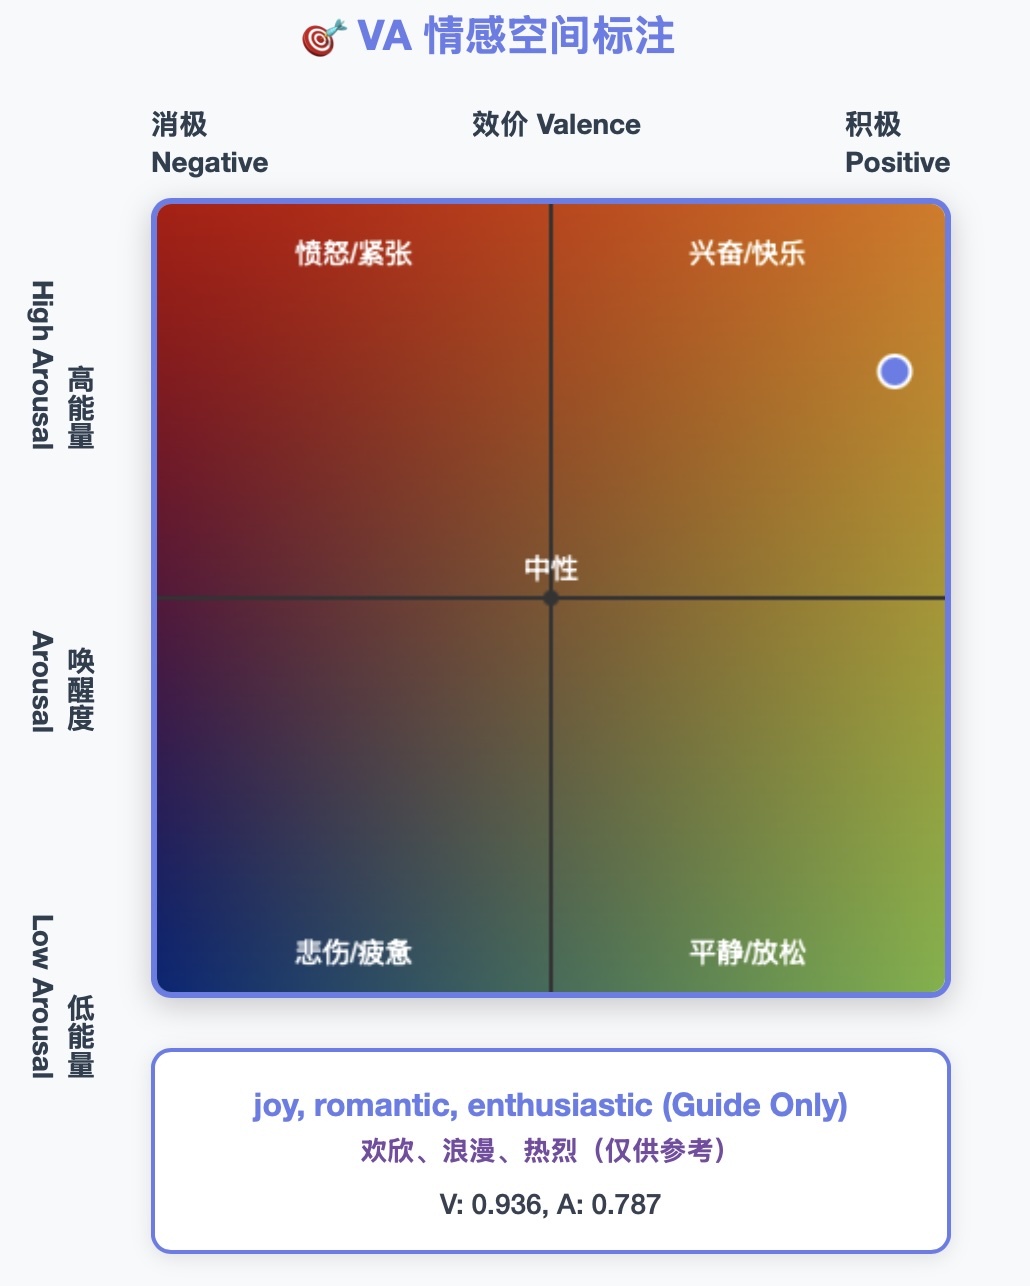 VA 情感空间标注
消极
Negative
效价 Valence
积极
Positive
愤怒/紧张
兴奋/快乐
高能量
High Arousal
中性
唤醒度
Arousal
悲伤/疲惫
平静/放松
低能量
Low Arousal
joy, romantic, enthusiastic (Guide Only)
欢欣、浪漫、热烈（仅供参考）
V: 0.936, A: 0.787